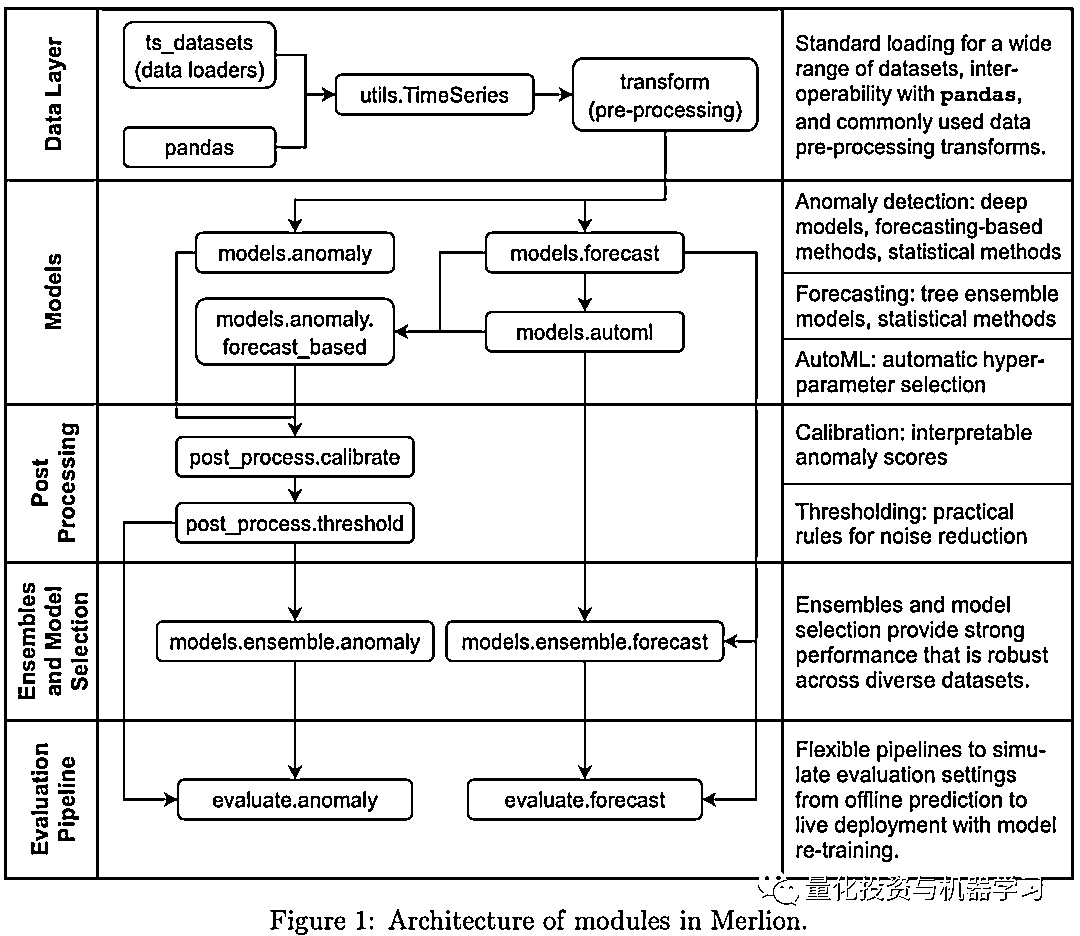 Data Layer
ts_datasets
(data loaders)
pandas
utils.TimeSeries
transform
(pre-processing)
Standard loading for a wide
range of datasets, inter-
operability with pandas,
and commonly used data
pre-processing transforms.
Models
models.anomaly
models.forecast
models.anomaly.
forecast_based
models.automl
Anomaly detection: deep
models, forecasting-based
methods, statistical methods
Forecasting: tree ensemble
models, statistical methods
AutoML: automatic hyper-
parameter selection
Post
Processing
post_process.calibrate
post_process.threshold
Calibration: interpretable
anomaly scores
Thresholding: practical
rules for noise reduction
Ensembles
and Model
Selection
models.ensemble.anomaly
models.ensemble.forecast
Ensembles and model
selection provide strong
performance that is robust
across diverse datasets.
Evaluation
Pipeline
evaluate.anomaly
evaluate.forecast
Flexible pipelines to simu-
late evaluation settings
from offline prediction to
live deployment with model
re-training.
量化投资与机器学习
Figure 1: Architecture of modules in Merlion.